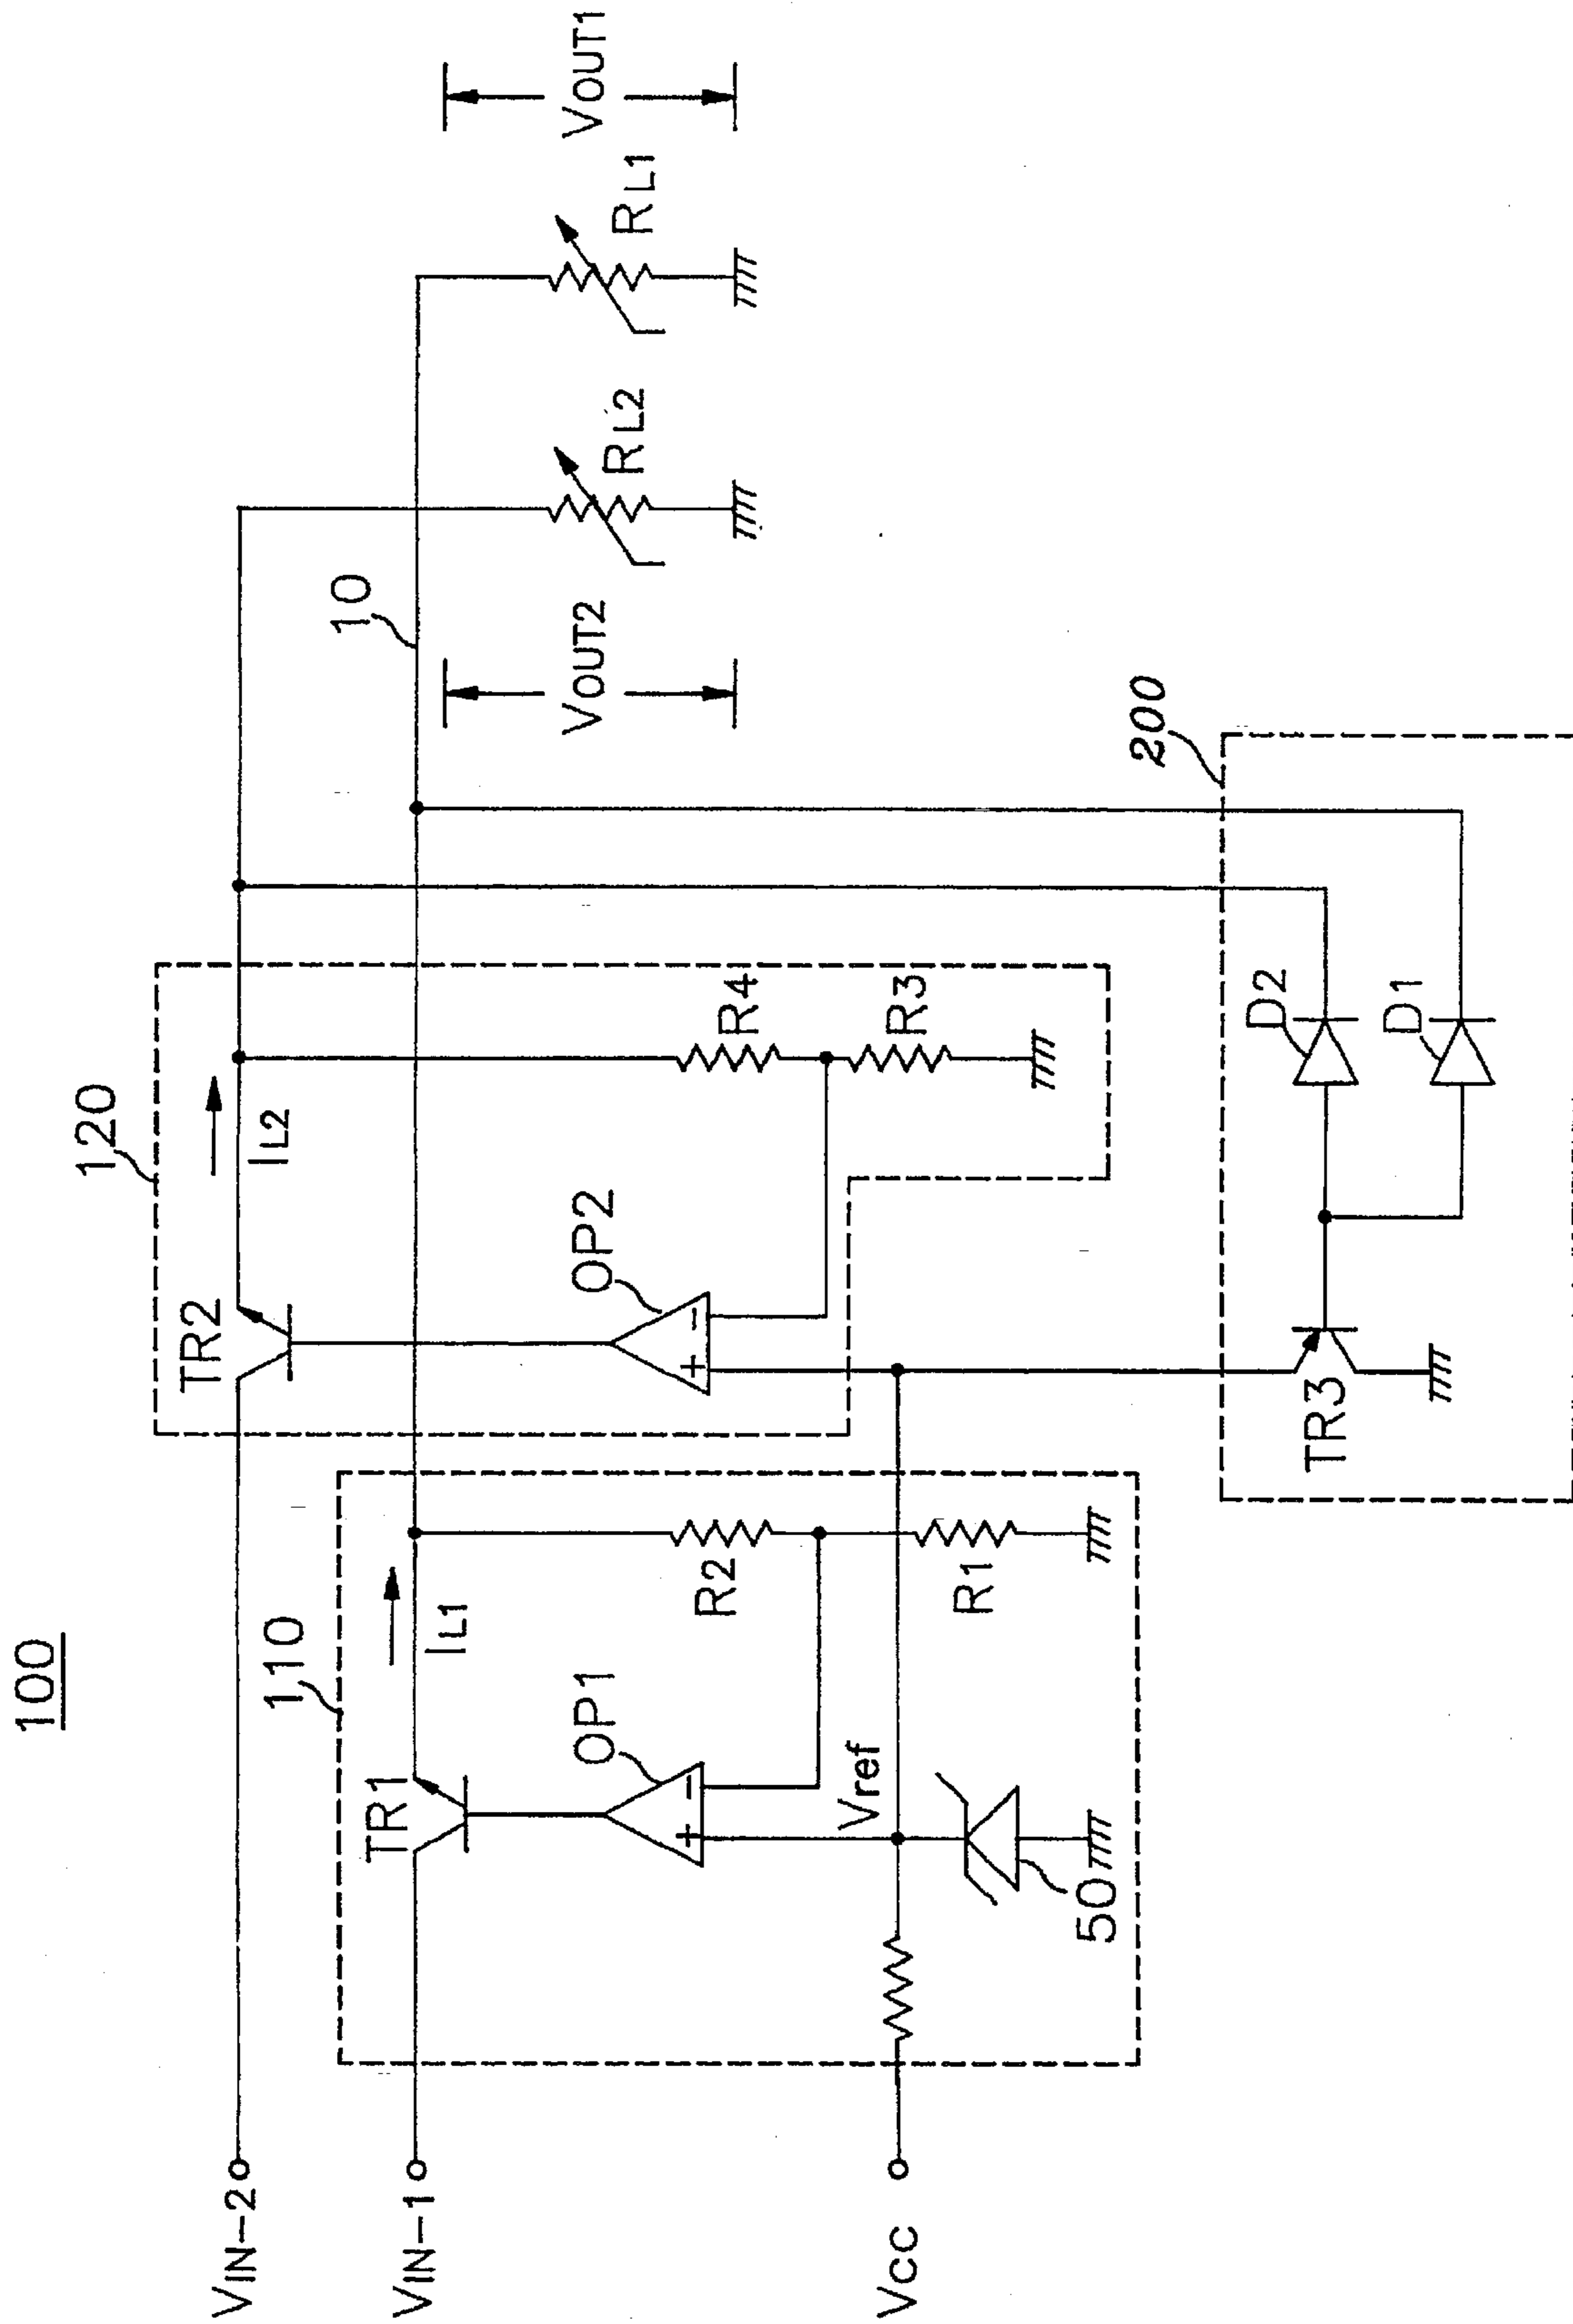 100
VIN-2
VIN-1
VCC
120
TR2
IL2
OP2
+
-
R4
R3
110
TR1
IL1
OP1
+
-
R2
R1
Vref
50
10
VOUT2
RL2
RL1
VOUT1
200
TR3
D2
D1